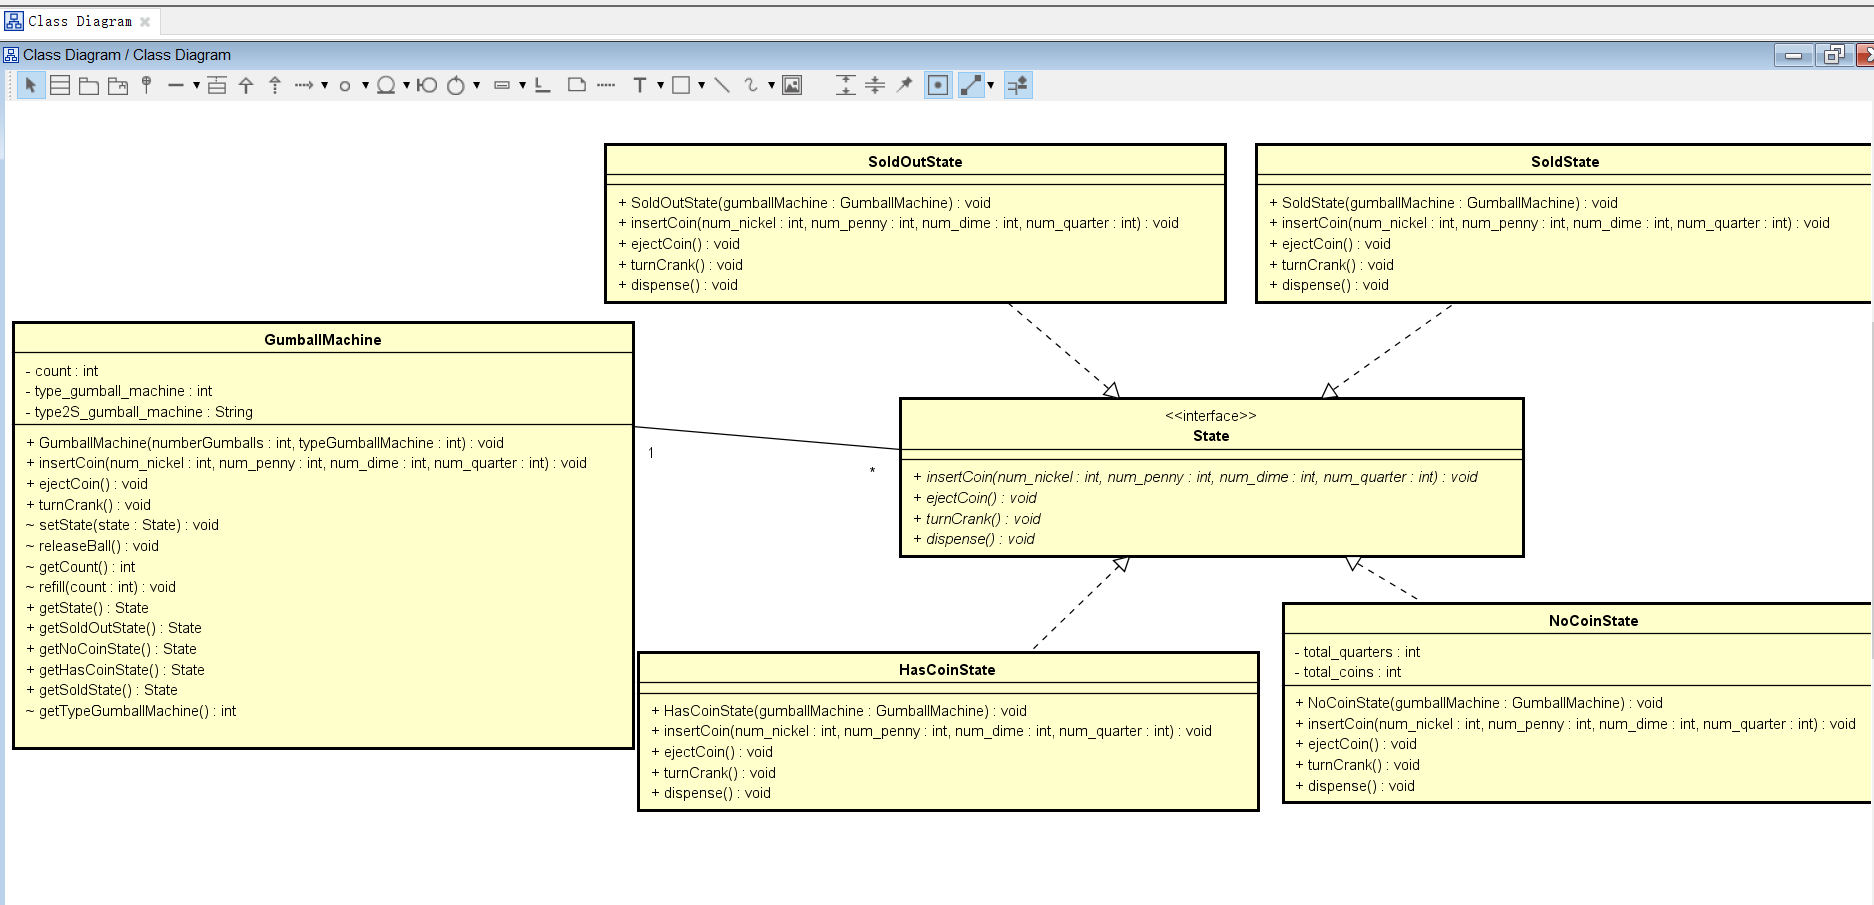 Class Diagram
Class Diagram / Class Diagram
SoldOutState
+ SoldOutState(gumballMachine : GumballMachine) : void
+ insertCoin(num_nickel : int, num_penny : int, num_dime : int, num_quarter : int) : void
+ ejectCoin() : void
+ turnCrank() : void
+ dispense() : void
SoldState
+ SoldState(gumballMachine : GumballMachine) : void
+ insertCoin(num_nickel : int, num_penny : int, num_dime : int, num_quarter : int) : void
+ ejectCoin() : void
+ turnCrank() : void
+ dispense() : void
GumballMachine
- count : int
- type_gumball_machine : int
- type2S_gumball_machine : String
+ GumballMachine(numberGumballs : int, typeGumballMachine : int) : void
+ insertCoin(num_nickel : int, num_penny : int, num_dime : int, num_quarter : int) : void
+ ejectCoin() : void
+ turnCrank() : void
~ setState(state : State) : void
~ releaseBall() : void
~ getCount() : int
~ refill(count : int) : void
+ getState() : State
+ getSoldOutState() : State
+ getNoCoinState() : State
+ getHasCoinState() : State
+ getSoldState() : State
~ getTypeGumballMachine() : int
1
*
<<interface>>
State
+ insertCoin(num_nickel : int, num_penny : int, num_dime : int, num_quarter : int) : void
+ ejectCoin() : void
+ turnCrank() : void
+ dispense() : void
HasCoinState
+ HasCoinState(gumballMachine : GumballMachine) : void
+ insertCoin(num_nickel : int, num_penny : int, num_dime : int, num_quarter : int) : void
+ ejectCoin() : void
+ turnCrank() : void
+ dispense() : void
NoCoinState
- total_quarters : int
- total_coins : int
+ NoCoinState(gumballMachine : GumballMachine) : void
+ insertCoin(num_nickel : int, num_penny : int, num_dime : int, num_quarter : int) : void
+ ejectCoin() : void
+ turnCrank() : void
+ dispense() : void